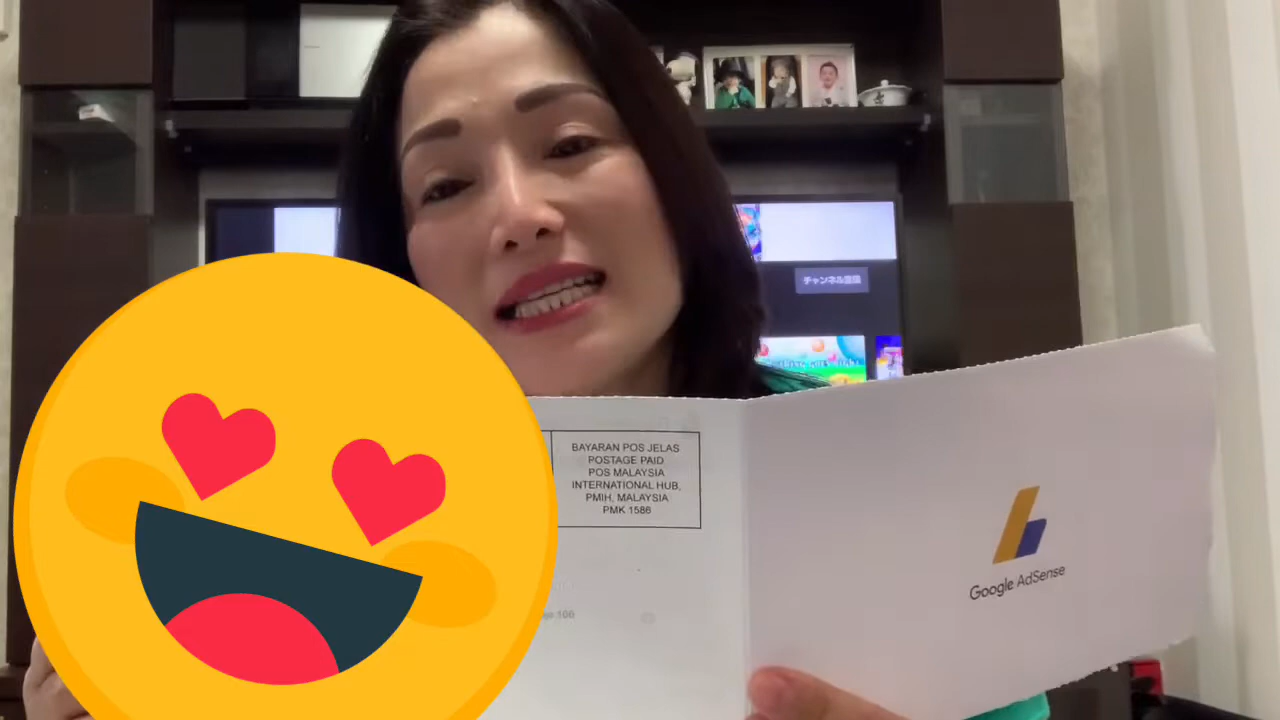 チャンネル登録
BAYARAN POS JELAS
POSTAGE PAID
POS MALAYSIA
INTERNATIONAL HUB,
PMIH, MALAYSIA
PMK 1586
Google AdSense